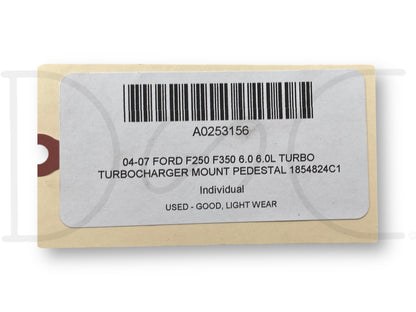 A0253156
04-07 FORD F250 F350 6.0 6.0L TURBO
TURBOCHARGER MOUNT PEDESTAL 1854824C1
Individual
USED - GOOD, LIGHT WEAR